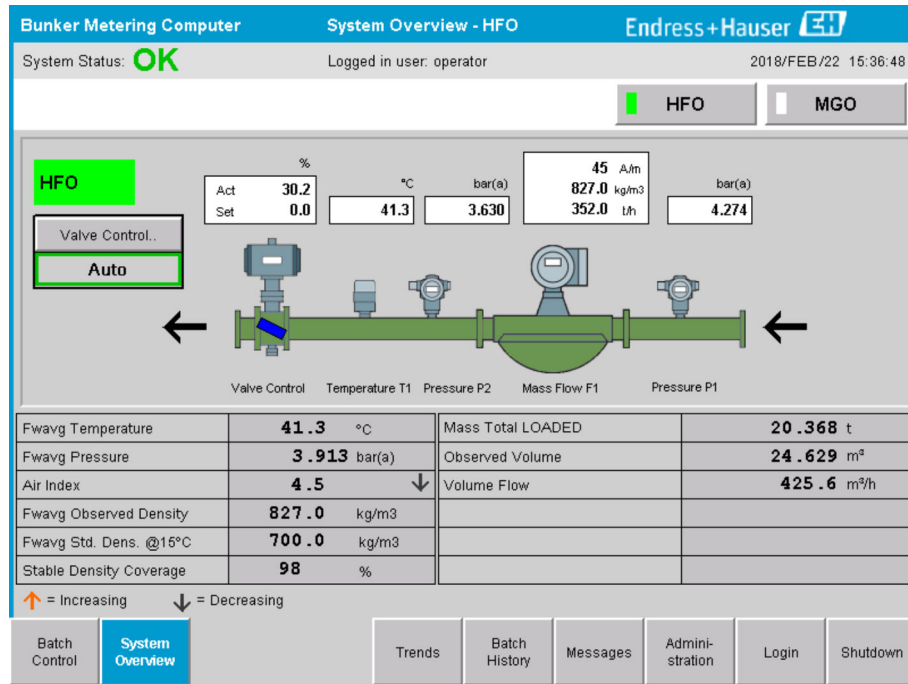 Bunker Metering Computer System Overview - HFO Endress+Hauser EH
System Status: OK Logged in user: operator 2018/FEB/22 15:36:48
HFO MGO
HFO
Valve Control..
Auto
%
Act 30.2
Set 0.0
°C
41.3
bar(a)
3.630
45 A/m
827.0 kg/m3
352.0 t/h
bar(a)
4.274
Valve Control Temperature T1 Pressure P2 Mass Flow F1 Pressure P1
Fwavg Temperature 41.3 °C Mass Total LOADED 20.368 t
Fwavg Pressure 3.913 bar(a) Observed Volume 24.629 m³
Air Index 4.5 ↓ Volume Flow 425.6 m³/h
Fwavg Observed Density 827.0 kg/m3
Fwavg Std. Dens. @15°C 700.0 kg/m3
Stable Density Coverage 98 %
↑ = Increasing ↓ = Decreasing
Batch Control
System Overview
Trends
Batch History
Messages
Admini-
stration
Login
Shutdown